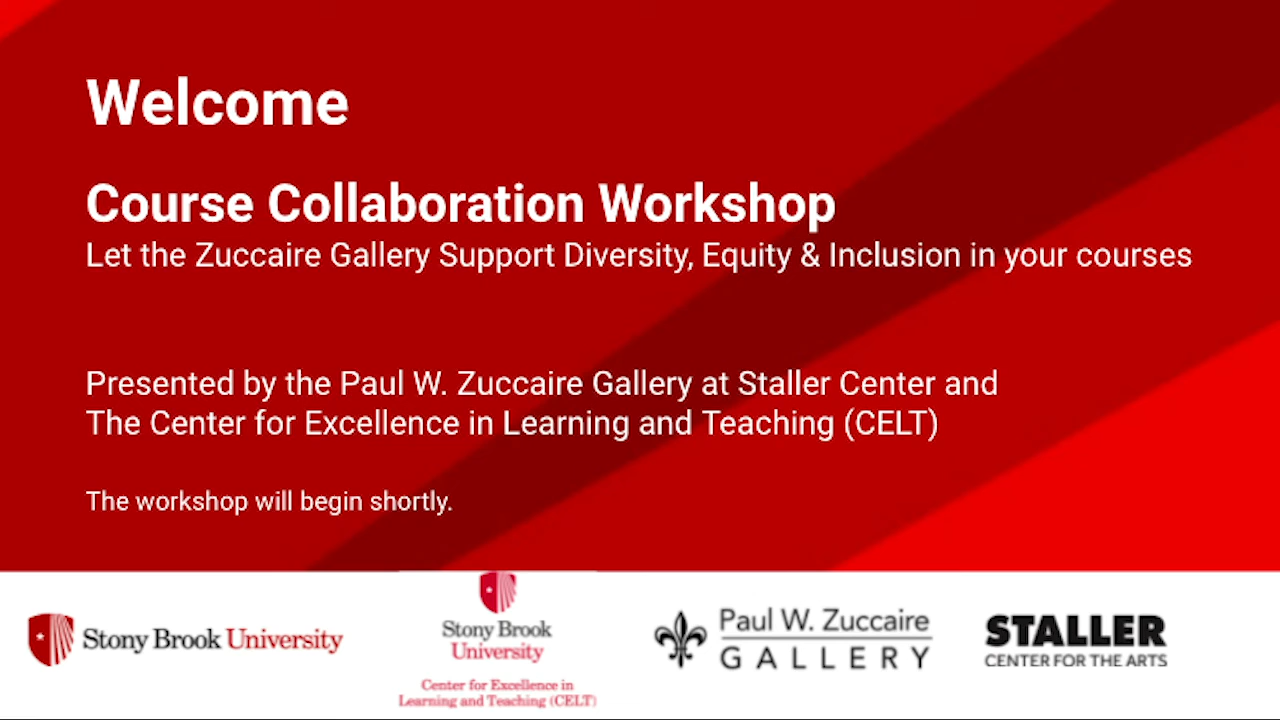 Welcome
Course Collaboration Workshop
Let the Zuccaire Gallery Support Diversity, Equity & Inclusion in your courses
Presented by the Paul W. Zuccaire Gallery at Staller Center and
The Center for Excellence in Learning and Teaching (CELT)
The workshop will begin shortly.
Stony Brook University
Stony Brook
University
Center for Excellence in
Learning and Teaching (CELT)
Paul W. Zuccaire
GALLERY
STALLER
CENTER FOR THE ARTS